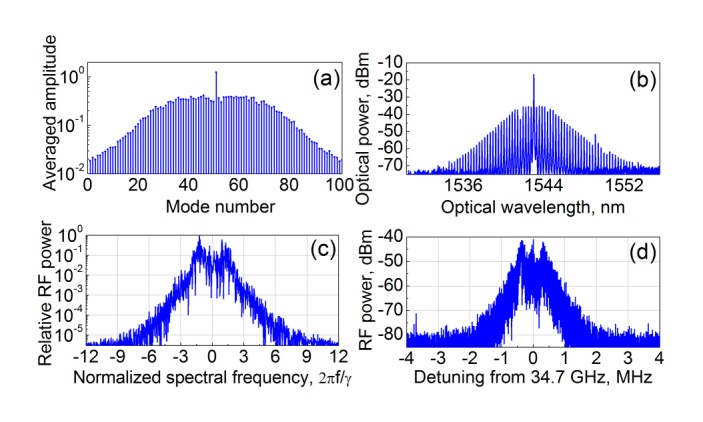 Averaged amplitude
10^0
10^-1
10^-2
(a)
0 20 40 60 80 100
Mode number
Optical power, dBm
-10
-20
-30
-40
-50
-60
-70
(b)
1536 1544 1552
Optical wavelength, nm
Relative RF power
10^0
10^-1
10^-2
10^-3
10^-4
10^-5
(c)
-12 -9 -6 -3 0 3 6 9 12
Normalized spectral frequency, 2πf/γ
RF power, dBm
-40
-50
-60
-70
-80
(d)
-4 -3 -2 -1 0 1 2 3 4
Detuning from 34.7 GHz, MHz